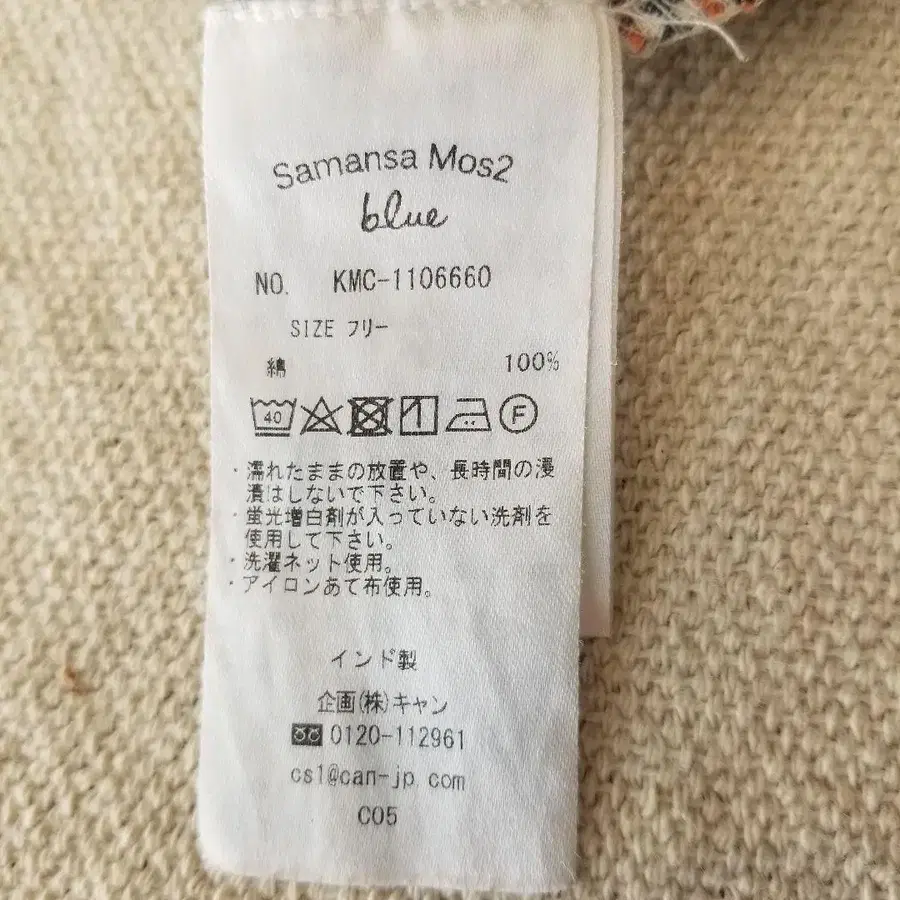 Samansa Mos2
blue
NO. KMC-1106660
SIZE フリー
綿 100%
40 F
・濡れたままの放置や、長時間の浸
漬はしないで下さい。
・蛍光増白剤が入っていない洗剤を
使用して下さい。
・洗濯ネット使用。
・アイロンあて布使用。
インド製
企画(株)キャン
0120-112961
cs1@can-jp com
C05